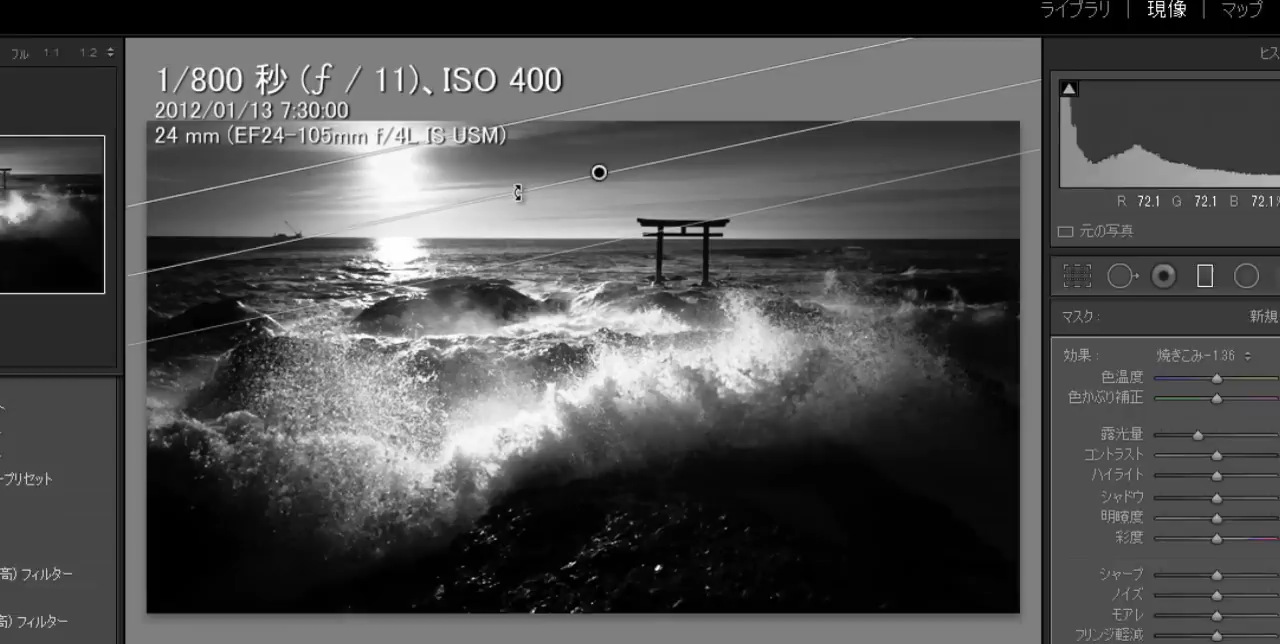 ライブラリ | 現像 | マップ
フル 1:1 1:2
1/800 秒 (ƒ / 11)、ISO 400
2012/01/13 7:30:00
24 mm (EF24-105mm f/4L IS USM)
ヒス
R 72.1 G 72.1 B 72.1%
元の写真
マスク : 新規
効果 : 焼きこみ-1.36
色温度
色かぶり補正
露光量
コントラスト
ハイライト
シャドウ
明瞭度
彩度
シャープ
ノイズ
モアレ
フリンジ軽減
プリセット
高) フィルター
高) フィルター